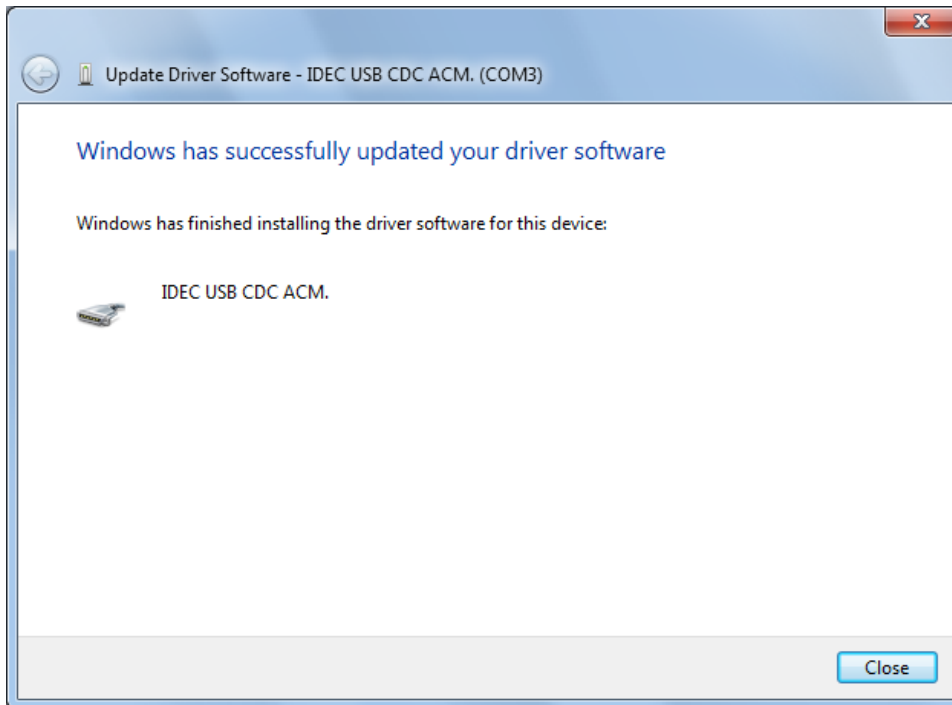 Update Driver Software - IDEC USB CDC ACM. (COM3)
Windows has successfully updated your driver software
Windows has finished installing the driver software for this device:
IDEC USB CDC ACM.
Close